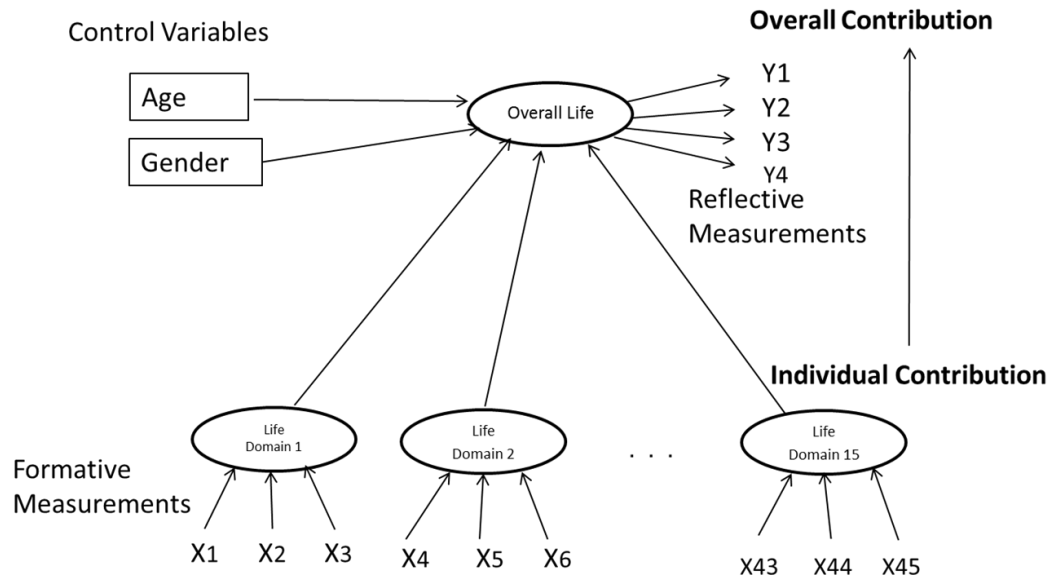 Control Variables
Overall Contribution
Age
Gender
Overall Life
Y1
Y2
Y3
Y4
Reflective
Measurements
Individual Contribution
Life
Domain 1
Life
Domain 2
. . .
Life
Domain 15
Formative
Measurements
X1 X2 X3 X4 X5 X6 X43 X44 X45